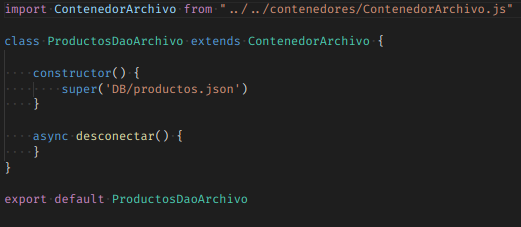 import ContenedorArchivo from "../../contenedores/ContenedorArchivo.js"
class ProductosDaoArchivo extends ContenedorArchivo {
    constructor() {
        super('DB/productos.json')
    }
    async desconectar() {
    }
}
export default ProductosDaoArchivo